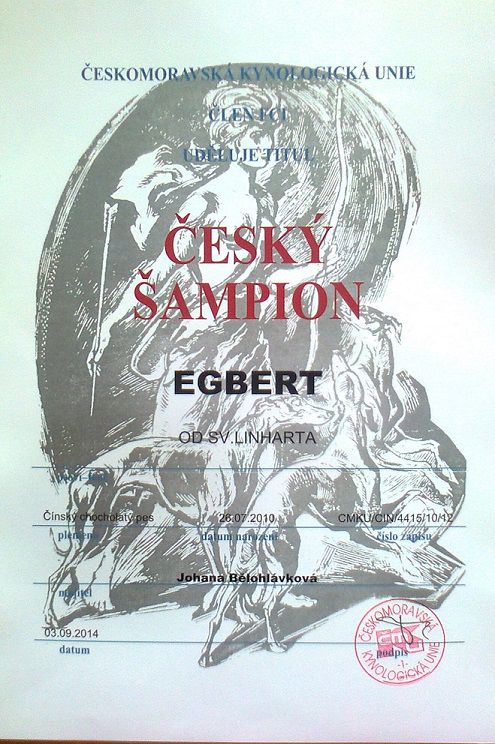 ČESKOMORAVSKÁ KYNOLOGICKÁ UNIE
ČLEN FCI
UDĚLUJE TITUL
ČESKÝ
ŠAMPION
EGBERT
OD SV.LINHARTA
Čínský chocholatý pes 26.07.2010 CMKU/CIN/4415/10/12
plemeno datum narození číslo zápisu
Johana Bělohlávková
majitel
03.09.2014
datum podpis
ČESKOMORAVSKÁ
KYNOLOGICKÁ UNIE
-1-